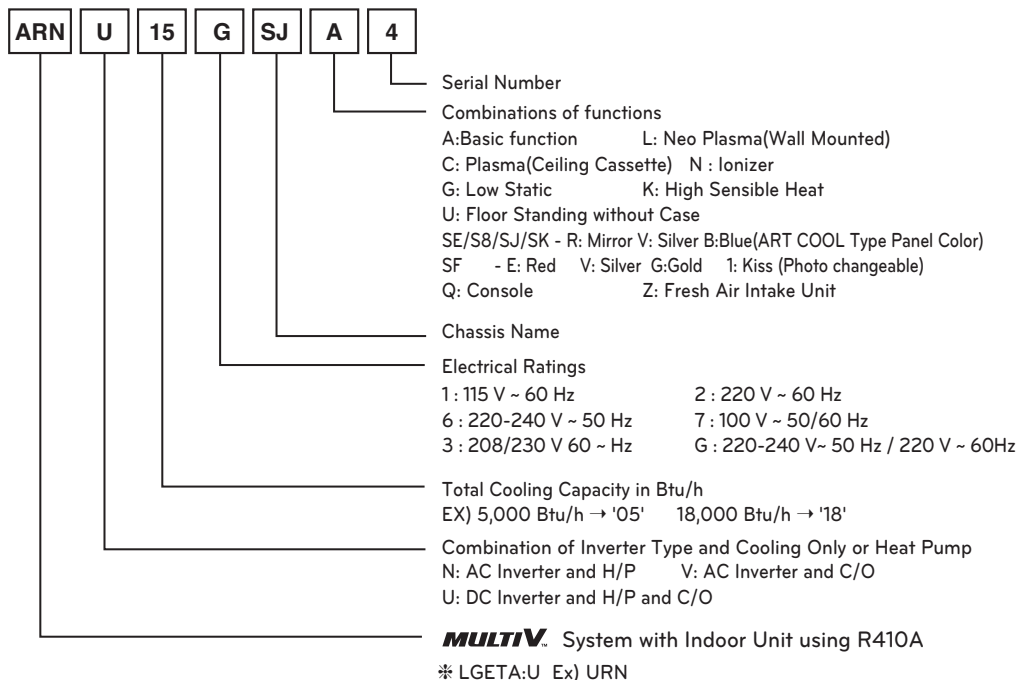 ARN U 15 G SJ A 4
Serial Number
Combinations of functions
A:Basic function L: Neo Plasma(Wall Mounted)
C: Plasma(Ceiling Cassette) N : Ionizer
G: Low Static K: High Sensible Heat
U: Floor Standing without Case
SE/S8/SJ/SK - R: Mirror V: Silver B:Blue(ART COOL Type Panel Color)
SF - E: Red V: Silver G:Gold 1: Kiss (Photo changeable)
Q: Console Z: Fresh Air Intake Unit
Chassis Name
Electrical Ratings
1 : 115 V ~ 60 Hz 2 : 220 V ~ 60 Hz
6 : 220-240 V ~ 50 Hz 7 : 100 V ~ 50/60 Hz
3 : 208/230 V 60 ~ Hz G : 220-240 V~ 50 Hz / 220 V ~ 60Hz
Total Cooling Capacity in Btu/h
EX) 5,000 Btu/h → '05' 18,000 Btu/h → '18'
Combination of Inverter Type and Cooling Only or Heat Pump
N: AC Inverter and H/P V: AC Inverter and C/O
U: DC Inverter and H/P and C/O
MULTI V™ System with Indoor Unit using R410A
❈ LGETA:U Ex) URN